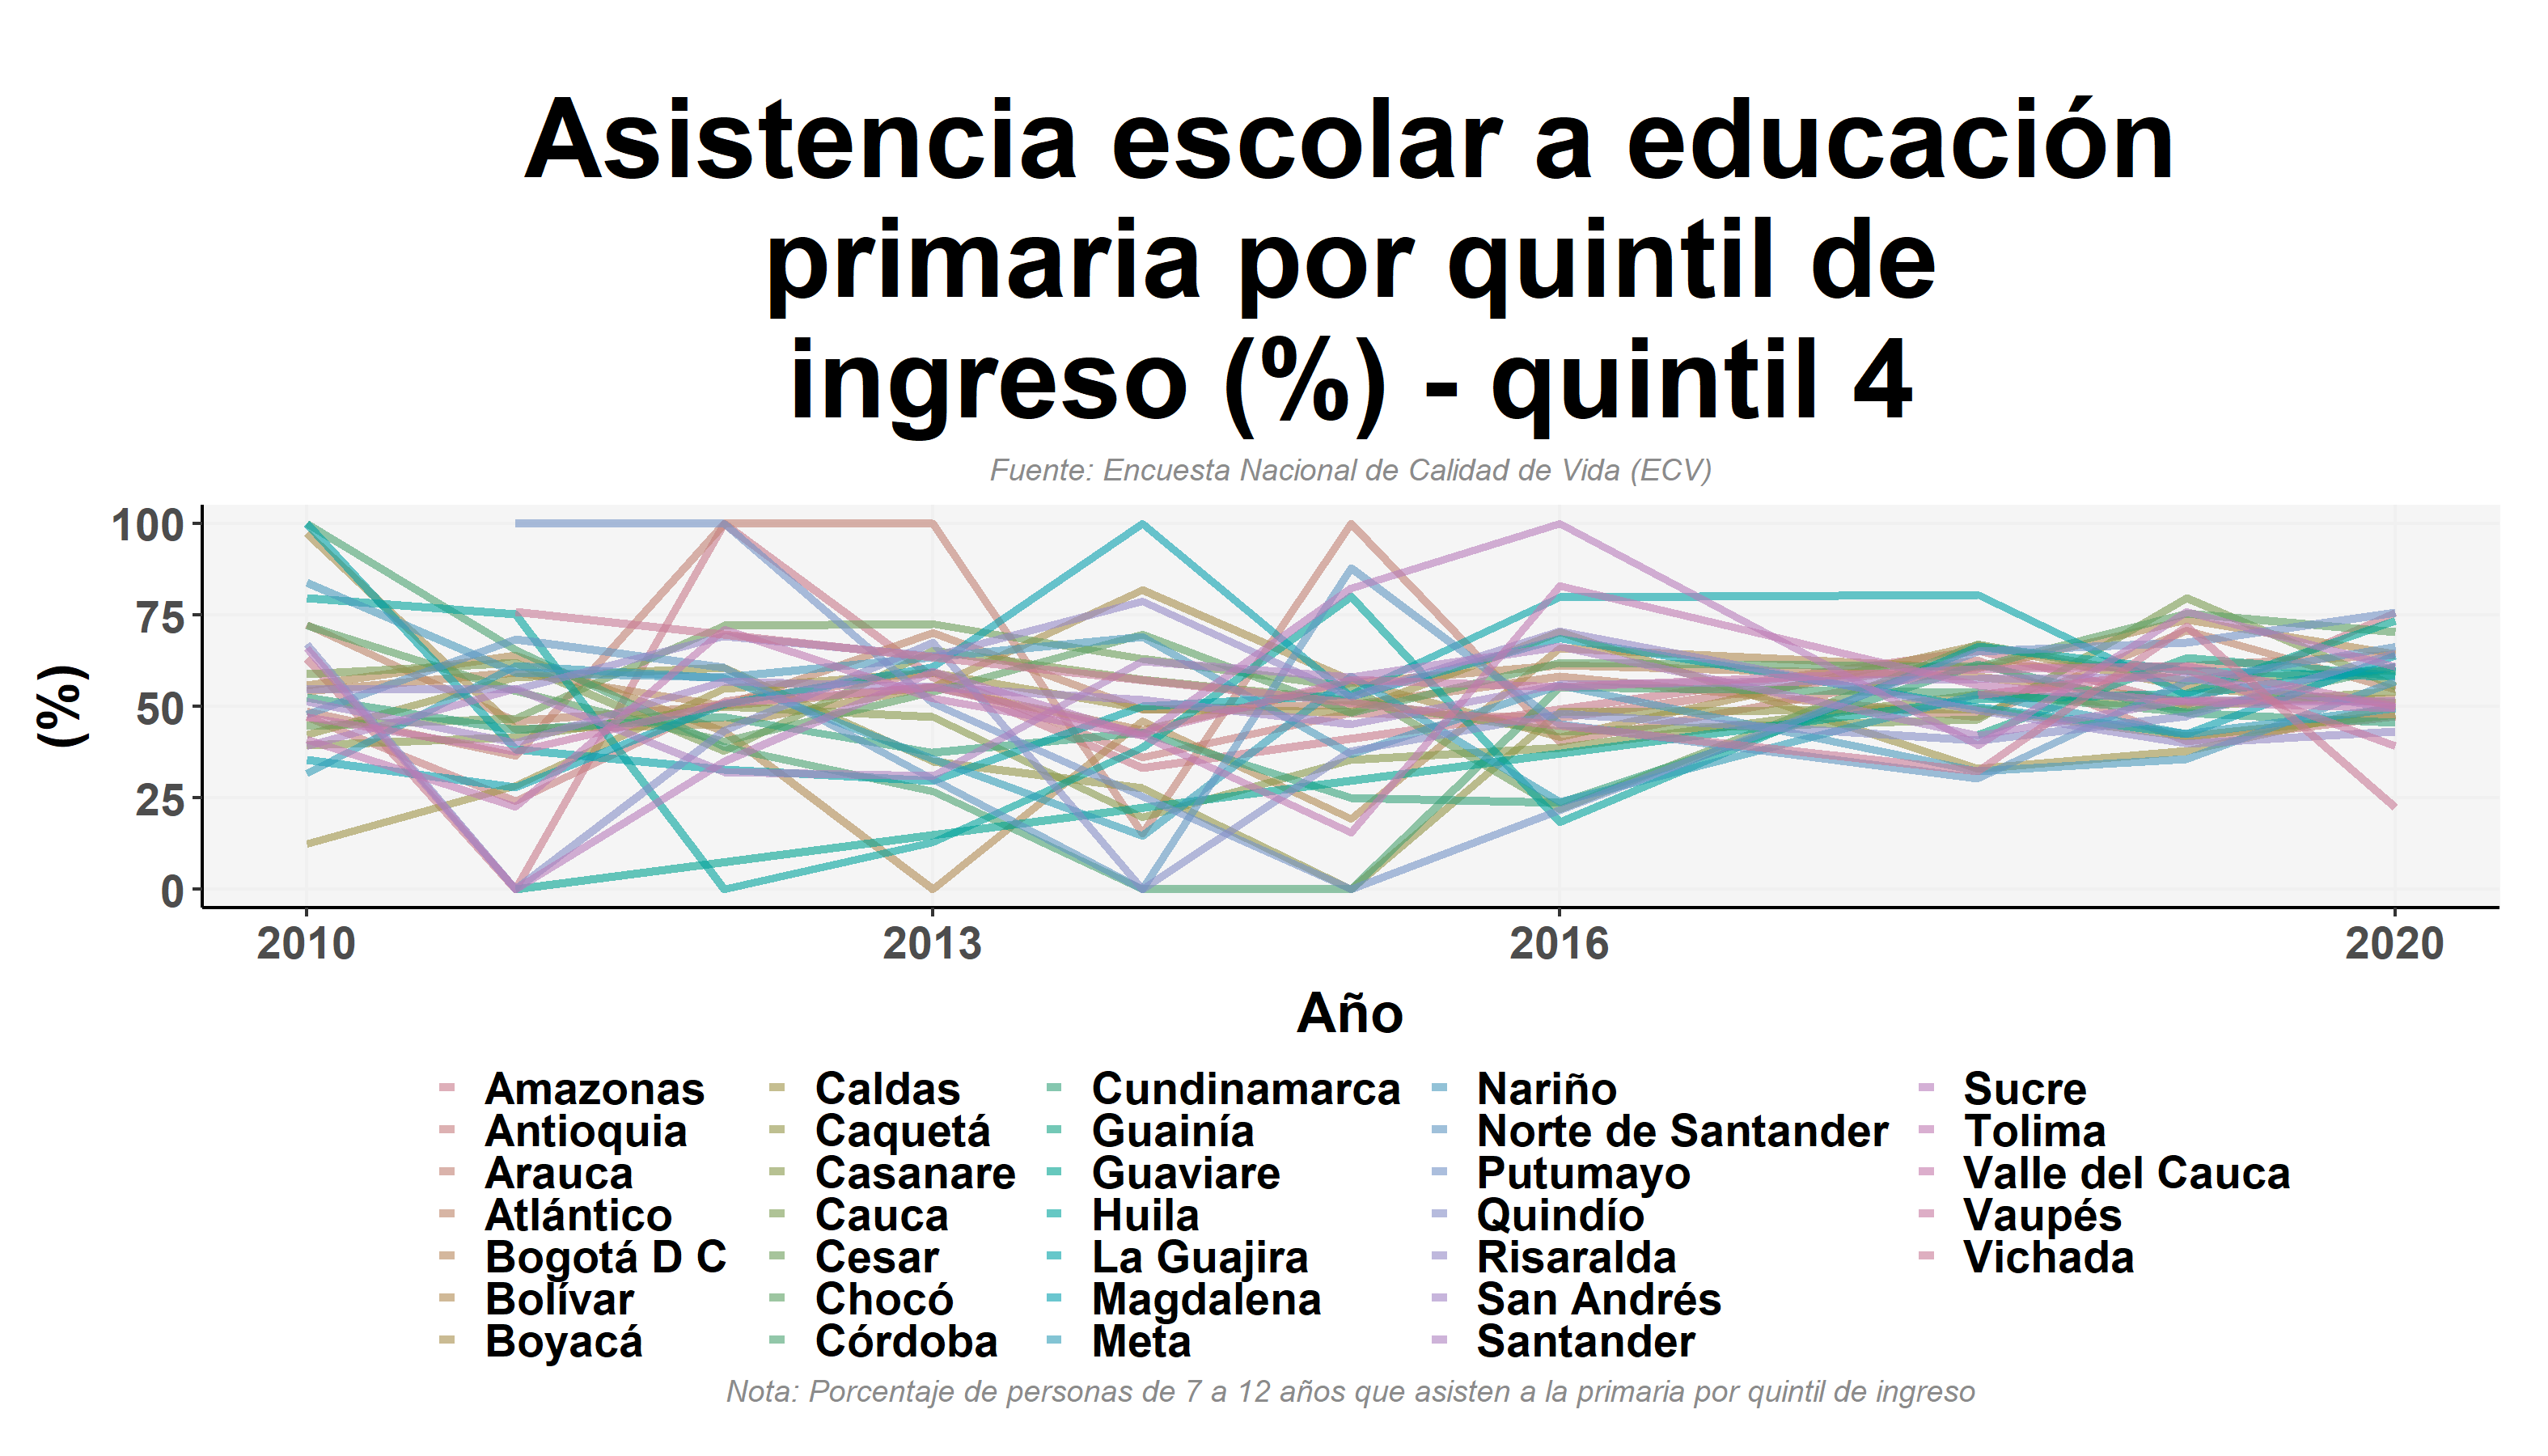 Asistencia escolar a educación
primaria por quintil de
ingreso (%) - quintil 4
Fuente: Encuesta Nacional de Calidad de Vida (ECV)
(%)
100
75
50
25
0
2010 2013 2016 2020
Año
Amazonas Caldas Cundinamarca Nariño Sucre
Antioquia Caquetá Guainía Norte de Santander Tolima
Arauca Casanare Guaviare Putumayo Valle del Cauca
Atlántico Cauca Huila Quindío Vaupés
Bogotá D C Cesar La Guajira Risaralda Vichada
Bolívar Chocó Magdalena San Andrés
Boyacá Córdoba Meta Santander
Nota: Porcentaje de personas de 7 a 12 años que asisten a la primaria por quintil de ingreso